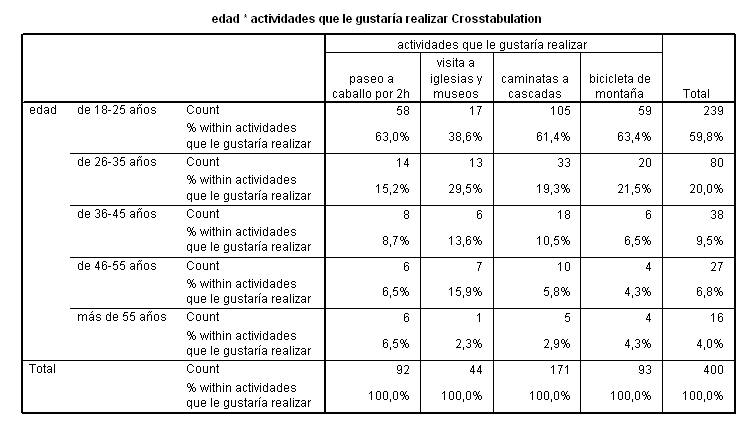 edad * actividades que le gustaría realizar Crosstabulation
actividades que le gustaría realizar
paseo a caballo por 2h visita a iglesias y museos caminatas a cascadas bicicleta de montaña Total
edad de 18-25 años Count 58 17 105 59 239
% within actividades que le gustaría realizar 63,0% 38,6% 61,4% 63,4% 59,8%
de 26-35 años Count 14 13 33 20 80
% within actividades que le gustaría realizar 15,2% 29,5% 19,3% 21,5% 20,0%
de 36-45 años Count 8 6 18 6 38
% within actividades que le gustaría realizar 8,7% 13,6% 10,5% 6,5% 9,5%
de 46-55 años Count 6 7 10 4 27
% within actividades que le gustaría realizar 6,5% 15,9% 5,8% 4,3% 6,8%
más de 55 años Count 6 1 5 4 16
% within actividades que le gustaría realizar 6,5% 2,3% 2,9% 4,3% 4,0%
Total Count 92 44 171 93 400
% within actividades que le gustaría realizar 100,0% 100,0% 100,0% 100,0% 100,0%